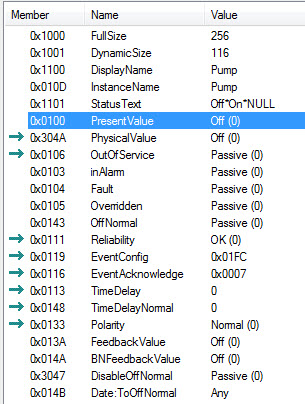 Member Name Value
0x1000 FullSize 256
0x1001 DynamicSize 116
0x1100 DisplayName Pump
0x010D InstanceName Pump
0x1101 StatusText Off*On*NULL
0x0100 PresentValue Off (0)
0x304A PhysicalValue Off (0)
0x0106 OutOfService Passive (0)
0x0103 inAlarm Passive (0)
0x0104 Fault Passive (0)
0x0105 Overridden Passive (0)
0x0143 OffNormal Passive (0)
0x0111 Reliability OK (0)
0x0119 EventConfig 0x01FC
0x0116 EventAcknowledge 0x0007
0x0113 TimeDelay 0
0x0148 TimeDelayNormal 0
0x0133 Polarity Normal (0)
0x013A FeedbackValue Off (0)
0x014A BNFeedbackValue Off (0)
0x3047 DisableOffNormal Passive (0)
0x014B Date:ToOffNormal Any